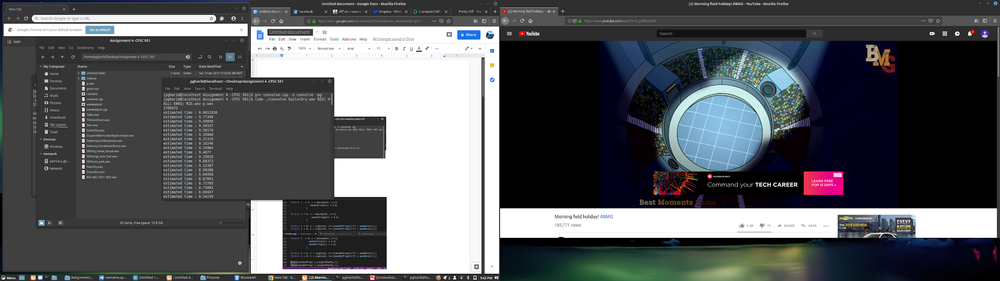 New Tab
Search Google or type a URL
Google Chrome isn't your default browser
Set as default
Apps
Assignment 4 -CPSC 501
File Edit View Go Bookmarks Help
/home/pgharib/Desktop/Assignment 4 -CPSC 501
My Computer
Home
Desktop
Documents
Music
Pictures
Videos
Downloads
File System
Trash
Devices
Windows
Network
patrick.a.gh...
Network
Name Size Type Date Modified
Untitled Folder 3 items Folder Sun 14 Apr 2019 10:08:45 AM MDT
impluse
p.wav
gmon.out
convolve
convolve.cpp
wavAnalyzer
wavAnalyzer.cpp
Tabla.wav
TibetanChant.wav
Sitar.wav
GuitarDry.wav
CouperinBarricadesMysterieuses.wav
DefievreJazzVibraphone.wav
Debussy-ClairdeluneStereo.wav
l960taj_mahal_deep6.wav
l960large_brite_hall.wav
l960auto_park.wav
FluteDry.wav
DrumsDry.wav
BIG HALL E001 M2S.wav
20 items, Free space: 15.8 GB
pgharib@localhost:~/Desktop/Assignment 4 -CPSC 501
File Edit View Search Terminal Help
[pgharib@localhost Assignment 4 -CPSC 501]$ g++ convolve.cpp -o convolve -pg
[pgharib@localhost Assignment 4 -CPSC 501]$ time ./convolve GuitarDry.wav BIG\ H
ALL\ E001\ M2S.wav p.wav
1769472
estimated time : 0.0012936
estimated time : 9.77348
estimated time : 9.49898
estimated time : 9.50337
estimated time : 9.50176
estimated time : 9.35068
estimated time : 9.31319
estimated time : 9.18246
estimated time : 9.14964
estimated time : 9.4677
estimated time : 9.15816
estimated time : 9.08373
estimated time : 9.12307
estimated time : 8.90208
estimated time : 9.04958
estimated time : 8.87041
estimated time : 8.75705
estimated time : 8.75083
estimated time : 8.69437
estimated time : 8.54239
Untitled document - Google Docs - Mozilla Firefox
Untitled docume
Facebook
diff on c-source f
Dropbox - FINAL
Computed Diff -
Pretty Diff - The
https://docs.google.com/document/d/1PqmtcMSmm_4XwGalSNh7qruN
Untitled document
File Edit View Insert Format Tools Add-ons Help
All changes saved in Drive
Share
100% Normal text Arial 11 B I U A
-CPSC 501/Untitled Folder/FFT
p -o convolve -pg
GuitarDry.wav BIG\ HALL\ E001\ M2S.wav
> convolveprofile.txt
for(int i = 0; i < mxLength2; i++){
wavDatFreq1[i] = 0.0;
}
for(int i = 0; i < mxLength2; i++){
wavDatFreq2[i] = 0.0;
}
for(int i = 0; i < sigSize1; i++){wavDatFreq1[i*2] = wavData1[i];}
for(int i = 0; i < sigSize2; i++){wavDatFreq2[i*2] = wavData2[i];}
for(int i = 0; i < mxLength2; i++){
wavDatFreq1[i] = 0.0;
wavDatFreq2[i] = 0.0;
}
for(int i = 0; i < sigSize1; i++){wavDatFreq1[i*2] = wavData1[i];}
for(int i = 0; i < sigSize2; i++){wavDatFreq2[i*2] = wavData2[i];}
four1(wavDatFreq1-1,largestPowTwo,1);
four1(wavDatFreq2-1,largestPowTwo,1);
(2) Morning field holiday! #BMG - YouTube - Mozilla Firefox
(2) Morning field holiday! #
https://www.youtube.com/watch?v=S_yxNfOQ6M8
YouTube
Search
2
BMG
PLURALSIGHT
Command your TECH CAREER
LEARN FREE
FOR 10 DAYS »
Best Moments Game
Morning field holiday! #BMG
185,771 views
1.4K 72 SHARE SAVE
CHEVROLET
THE 2019 EQUINOX
LT FWD
CHEVY
NATION
SALES EVENT
Menu
Assignment...
convolve.cp...
[Untitled 1....
[Untitled d...
Pictures
Bluetooth
New Tab - G...
(2) Mornin...
pgharib@lo...
[Screenshot...
pgharib@lo...
2
9:42 PM